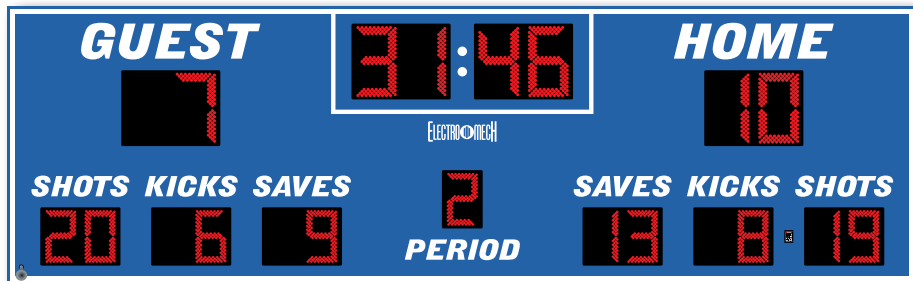 GUEST 31:46 HOME
7 10
ELECTRO MECH
SHOTS KICKS SAVES 2 SAVES KICKS SHOTS
20 6 9 PERIOD 13 8 19